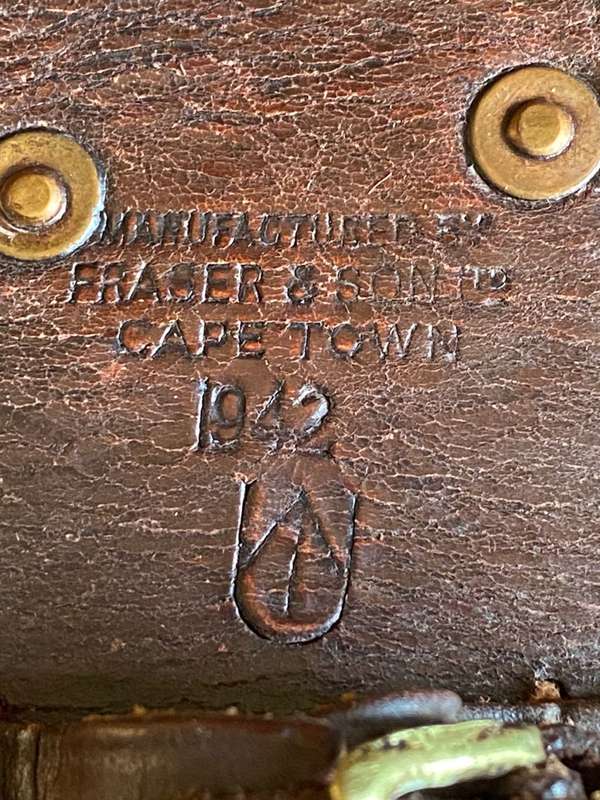 MANUFACTURED BY
FRASER & SON LTD
CAPE TOWN
1942